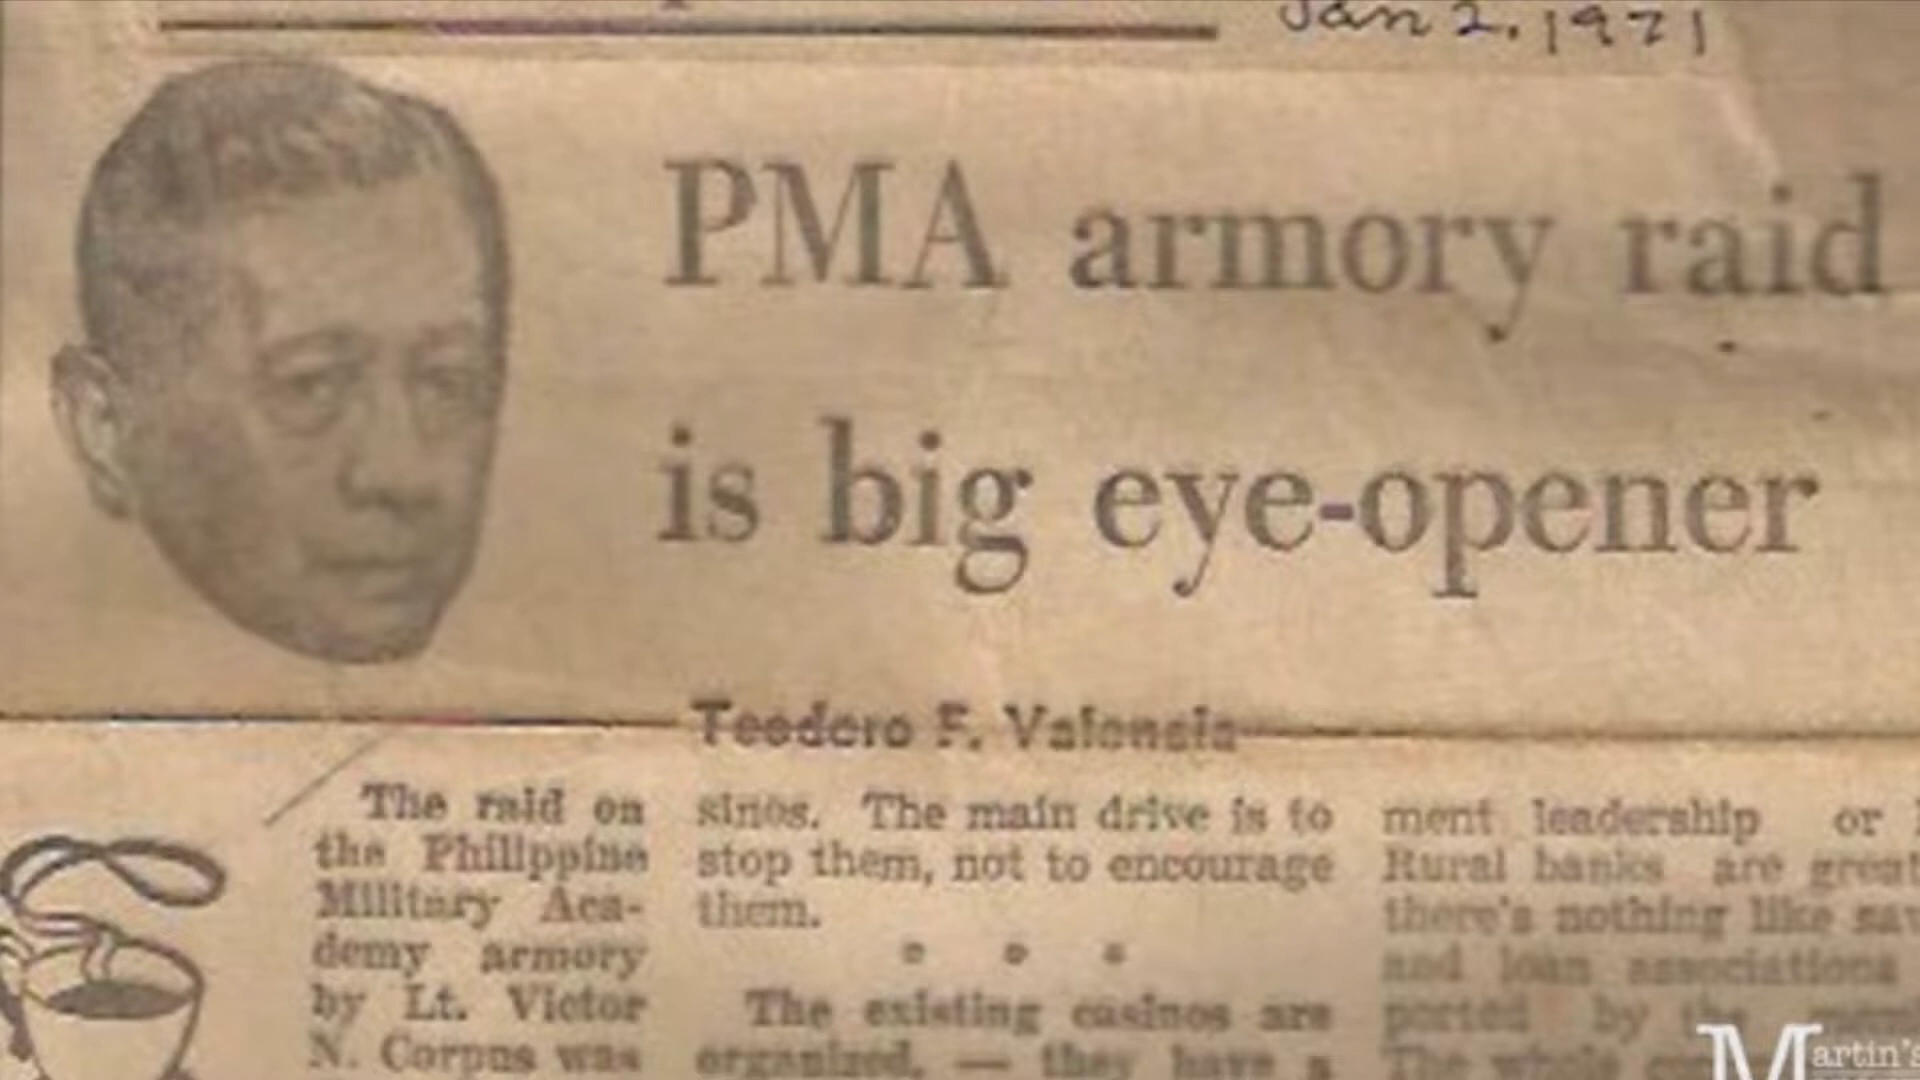 Jan 2, 1971
PMA armory raid
is big eye-opener
Teodoro F. Valencia
The raid on
the Philippine
Military Aca-
demy armory
by Lt. Victor
N. Corpus was
sinos. The main drive is to
stop them, not to encourage
them.
The existing casinos are
organized, — they have a
ment leadership or
Rural banks are great
there's nothing like sav
and loan associations
ported by the
The whole
Martin's